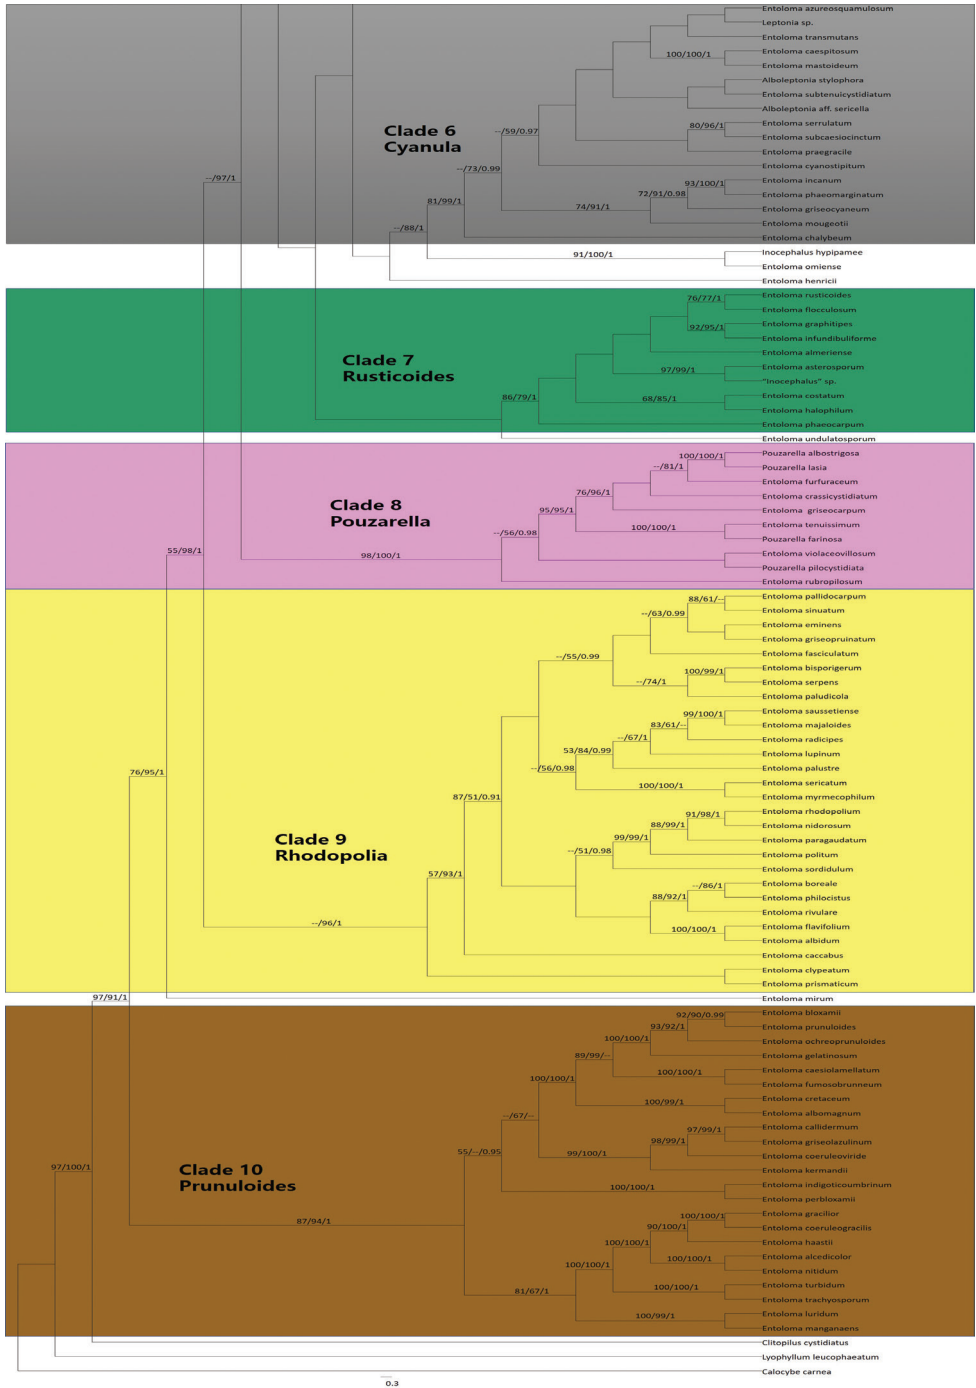 Entoloma azureosquamulosum
Leptonia sp.
Entoloma transmutans
100/100/1
Entoloma caespitosum
Entoloma mastoideum
Alboleptonia stylophora
Entoloma subtenuicystidiatum
Alboleptonia aff. sericella
Clade 6
Cyanula
--/59/0.97
80/96/1
Entoloma serrulatum
Entoloma subcaesiocinctum
Entoloma praegracile
Entoloma cyanostipitum
--/73/0.99
--/97/1
93/100/1
Entoloma incanum
72/91/0.98
Entoloma phaeomarginatum
81/99/1
74/91/1
Entoloma griseocyaneum
Entoloma mougeotii
--/88/1
Entoloma chalybeum
91/100/1
Inocephalus hypipamee
Entoloma omiense
Entoloma henricii
76/77/1
Entoloma rusticoides
Entoloma flocculosum
92/95/1
Entoloma graphitipes
Entoloma infundibuliforme
Clade 7
Rusticoides
Entoloma almeriense
97/99/1
Entoloma asterosporum
"Inocephalus" sp.
86/79/1
68/85/1
Entoloma costatum
Entoloma halophilum
Entoloma phaeocarpum
Entoloma undulatosporum
100/100/1
Pouzarella albostrigosa
--/81/1
Pouzarella lasia
Entoloma furfuraceum
Clade 8
Pouzarella
76/96/1
Entoloma crassicystidiatum
95/95/1
Entoloma griseocarpum
--/56/0.98
100/100/1
Entoloma tenuissimum
Pouzarella farinosa
55/98/1
98/100/1
Entoloma violaceovillosum
Pouzarella pilocystidiata
Entoloma rubropilosum
88/61/--
Entoloma pallidocarpum
--/63/0.99
Entoloma sinuatum
Entoloma eminens
Entoloma griseopruinatum
--/55/0.99
Entoloma fasciculatum
100/99/1
Entoloma bisporigerum
--/74/1
Entoloma serpens
Entoloma paludicola
99/100/1
Entoloma saussetiense
83/61/--
Entoloma majaloides
--/67/1
Entoloma radicipes
53/84/0.99
Entoloma lupinum
--/56/0.98
Entoloma palustre
76/95/1
100/100/1
Entoloma sericatum
Entoloma myrmecophilum
87/51/0.91
91/98/1
Entoloma rhodopolium
88/99/1
Entoloma nidorosum
99/99/1
Entoloma paragaudatum
Clade 9
Rhodopolia
--/51/0.98
Entoloma politum
Entoloma sordidulum
57/93/1
--/86/1
Entoloma boreale
88/92/1
Entoloma philocistus
Entoloma rivulare
--/96/1
100/100/1
Entoloma flavifolium
Entoloma albidum
Entoloma caccabus
Entoloma clypeatum
Entoloma prismaticum
97/91/1
Entoloma mirum
92/90/0.99
Entoloma bloxamii
93/92/1
Entoloma prunuloides
100/100/1
Entoloma ochreoprunuloides
89/99/--
Entoloma gelatinosum
100/100/1
100/100/1
Entoloma caesiolamellatum
Entoloma fumosobrunneum
100/99/1
Entoloma cretaceum
--/67/--
Entoloma albomagnum
97/99/1
Entoloma callidermum
98/99/1
Entoloma griseolazulinum
55/--/0.95
99/100/1
Entoloma coeruleoviride
97/100/1
Clade 10
Prunuloides
Entoloma kermandii
100/100/1
Entoloma indigoticoumbrinum
Entoloma perbloxamii
87/94/1
100/100/1
Entoloma gracilior
90/100/1
Entoloma coeruleogracilis
100/100/1
Entoloma haastii
100/100/1
100/100/1
Entoloma alcedicolor
Entoloma nitidum
81/67/1
100/100/1
Entoloma turbidum
Entoloma trachyosporum
100/99/1
Entoloma luridum
Entoloma manganaens
Clitopilus cystidiatus
Lyophyllum leucophaeatum
Calocybe carnea
0.3